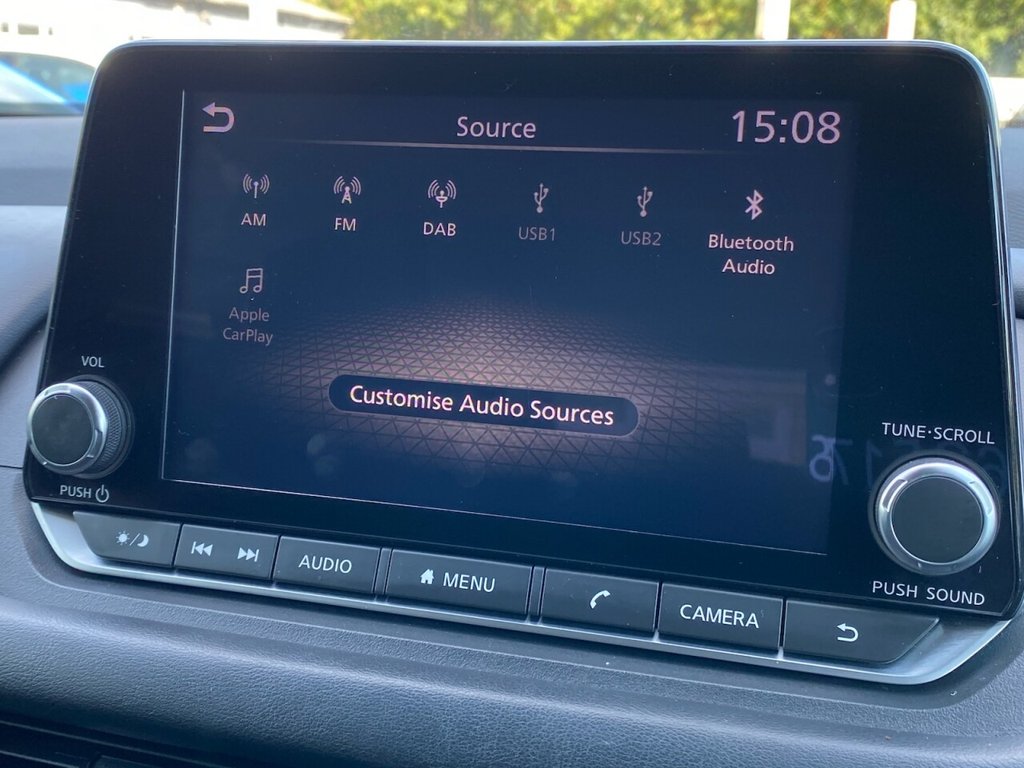 Source
15:08
AM
FM
DAB
USB1
USB2
Bluetooth
Audio
Apple
CarPlay
Customise Audio Sources
VOL
PUSH
TUNE·SCROLL
PUSH SOUND
AUDIO
MENU
CAMERA